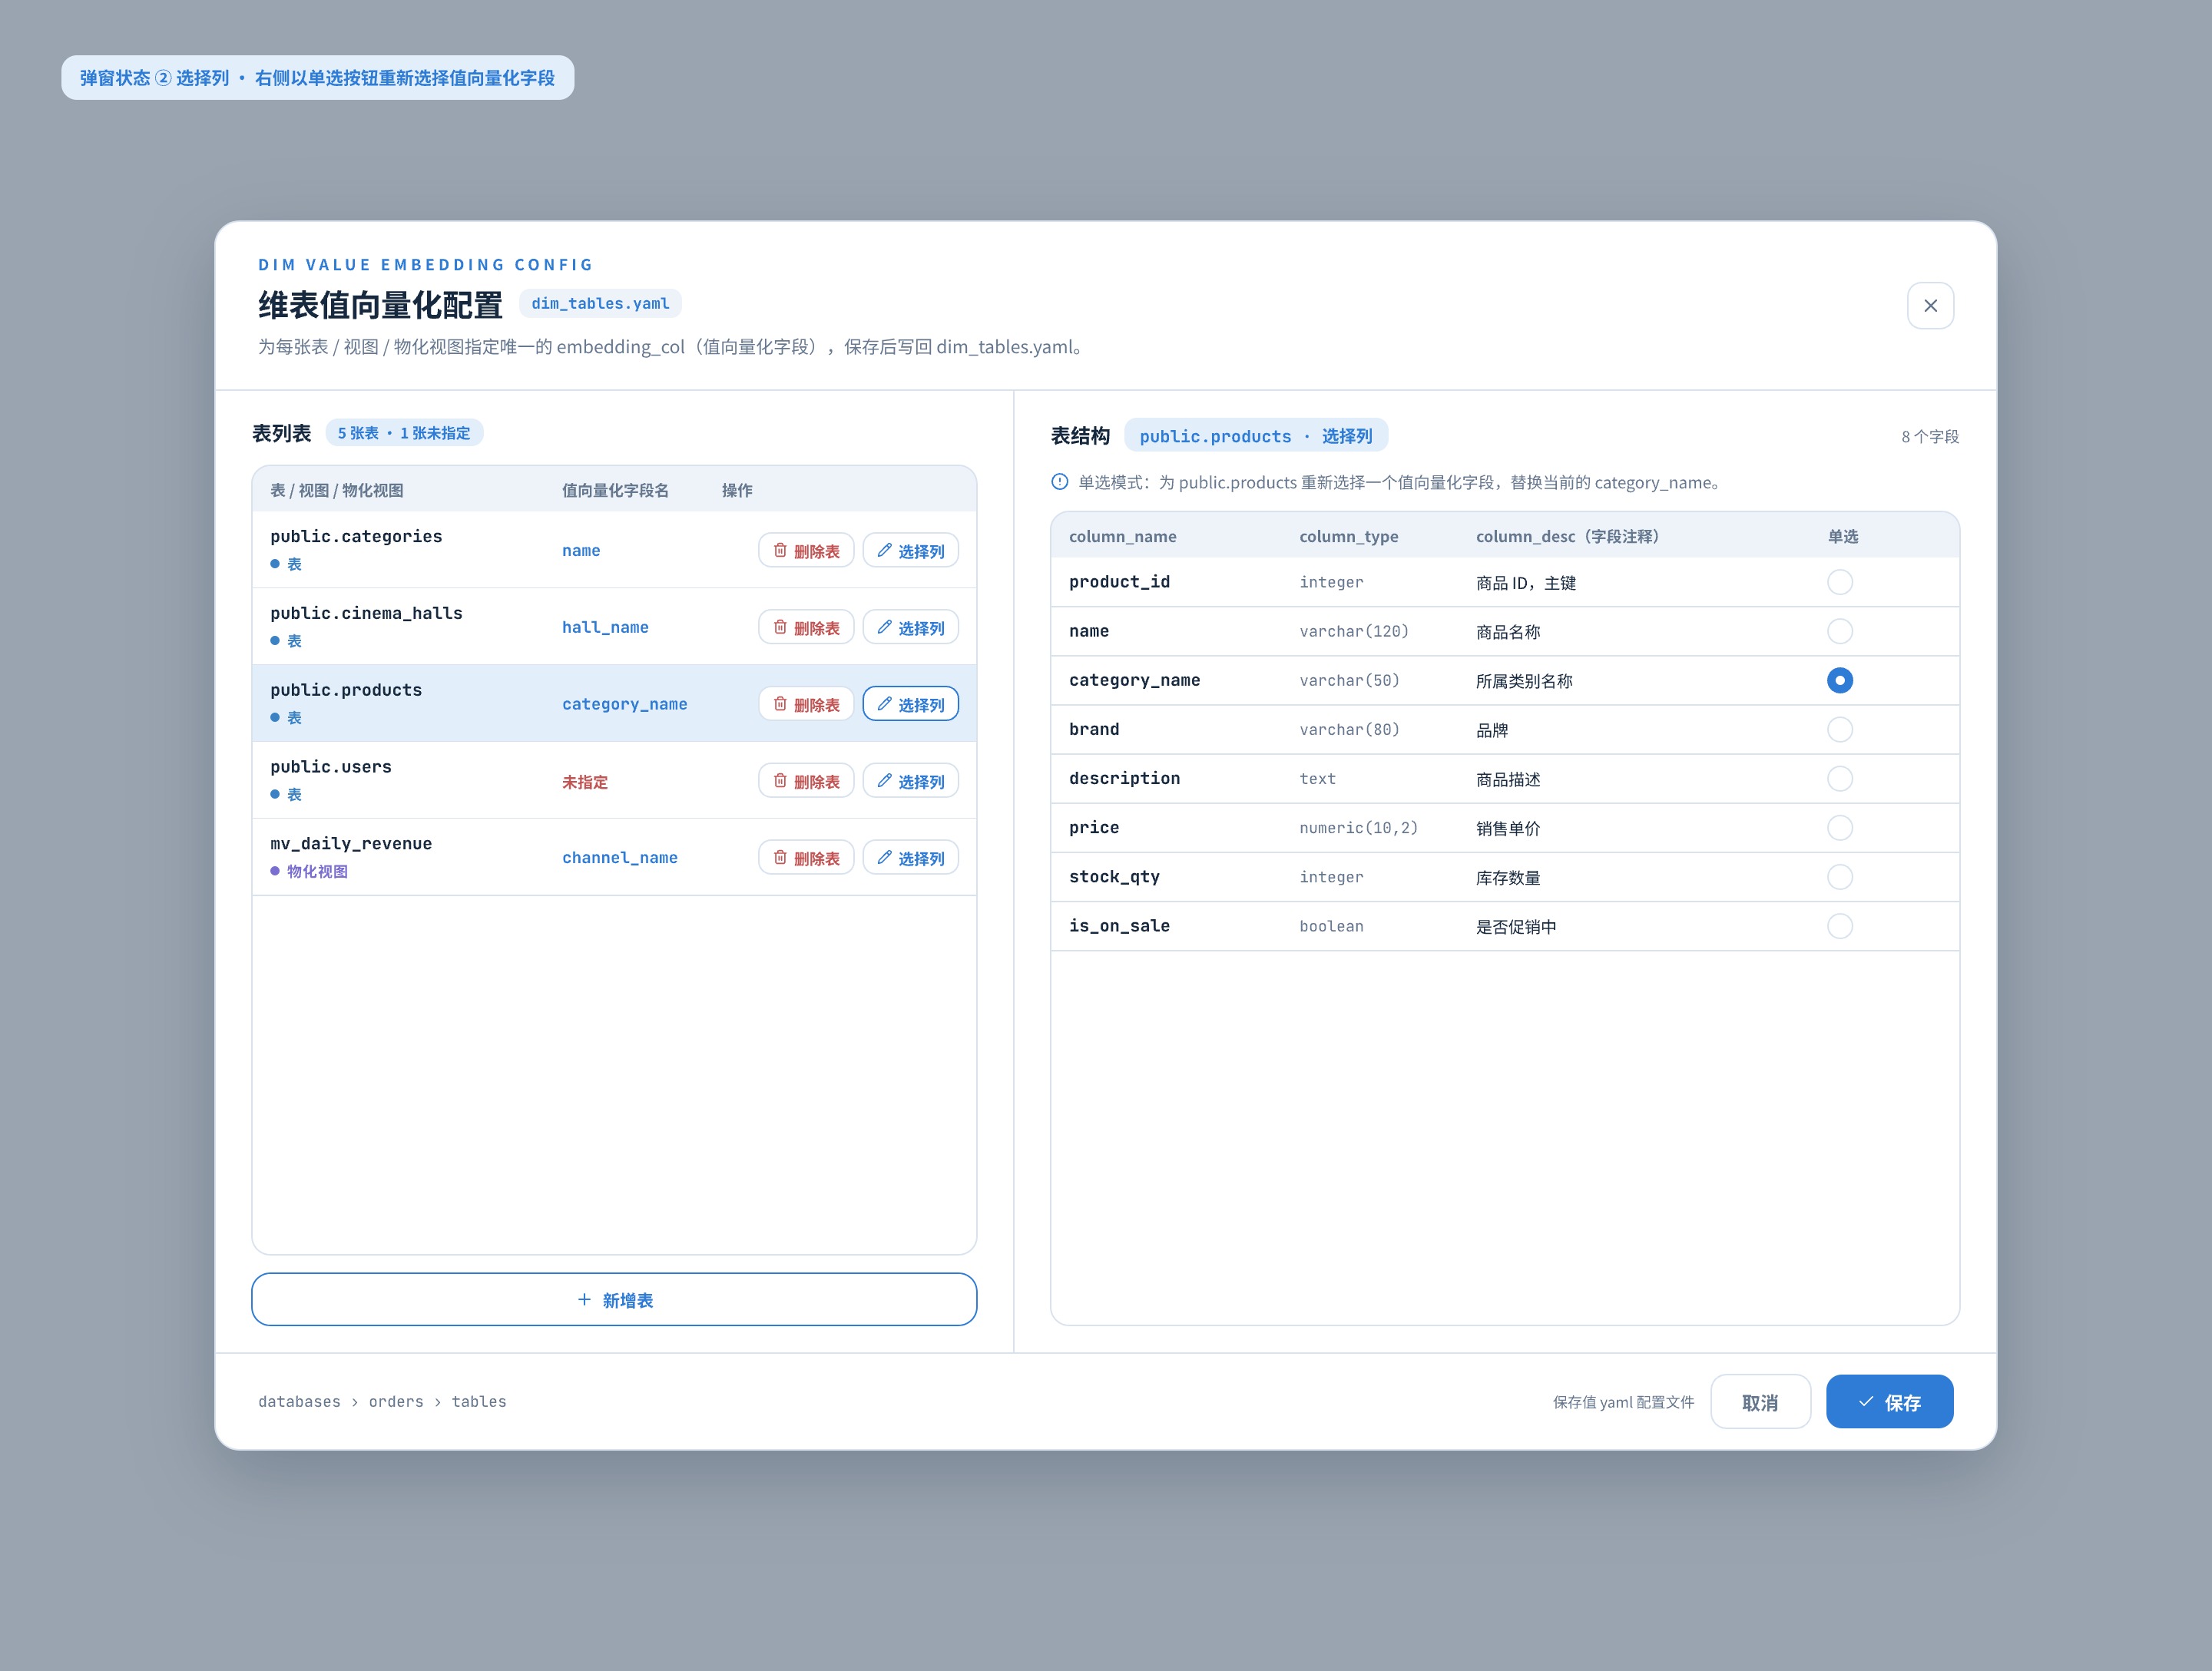 弹窗状态 ② 选择列 · 右侧以单选按钮重新选择值向量化字段
DIM VALUE EMBEDDING CONFIG
维表值向量化配置 dim_tables.yaml
为每张表 / 视图 / 物化视图指定唯一的 embedding_col（值向量化字段），保存后写回 dim_tables.yaml。
表列表 5 张表 · 1 张未指定
表 / 视图 / 物化视图 值向量化字段名 操作
public.categories
表
name 删除表 选择列
public.cinema_halls
表
hall_name 删除表 选择列
public.products
表
category_name 删除表 选择列
public.users
表
未指定 删除表 选择列
mv_daily_revenue
物化视图
channel_name 删除表 选择列
+ 新增表
表结构 public.products · 选择列 8 个字段
单选模式：为 public.products 重新选择一个值向量化字段，替换当前的 category_name。
column_name column_type column_desc（字段注释） 单选
product_id integer 商品 ID，主键
name varchar(120) 商品名称
category_name varchar(50) 所属类别名称
brand varchar(80) 品牌
description text 商品描述
price numeric(10,2) 销售单价
stock_qty integer 库存数量
is_on_sale boolean 是否促销中
databases › orders › tables
保存值 yaml 配置文件 取消 保存